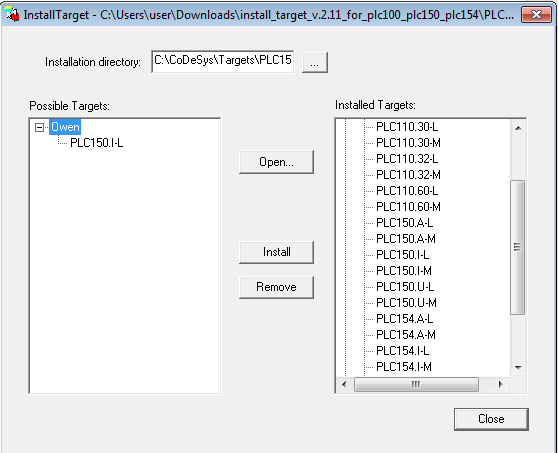 InstallTarget - C:\Users\user\Downloads\install_target_v.2.11_for_plc100_plc150_plc154\PLC...
Installation directory: C:\CoDeSys\Targets\PLC15 ...
Possible Targets:
Owen
PLC150.I-L
Open...
Install
Remove
Installed Targets:
PLC110.30-L
PLC110.30-M
PLC110.32-L
PLC110.32-M
PLC110.60-L
PLC110.60-M
PLC150.A-L
PLC150.A-M
PLC150.I-L
PLC150.I-M
PLC150.U-L
PLC150.U-M
PLC154.A-L
PLC154.A-M
PLC154.I-L
PLC154.I-M
Close